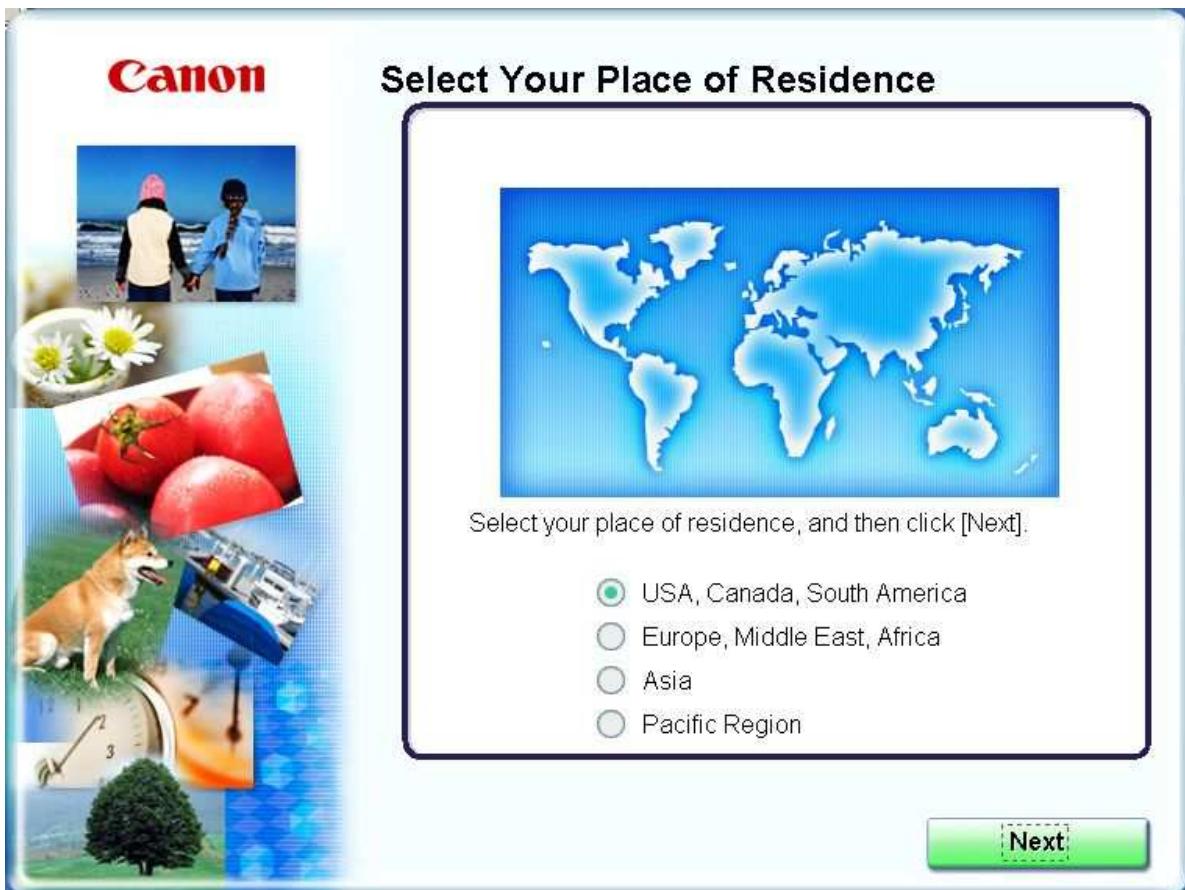 Canon
Select Your Place of Residence
Select your place of residence, and then click [Next].
USA, Canada, South America
Europe, Middle East, Africa
Asia
Pacific Region
Next